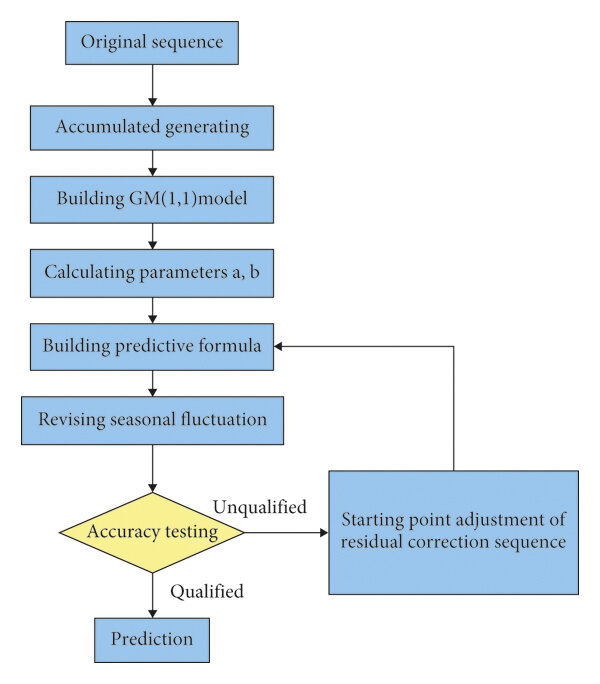 Original sequence
Accumulated generating
Building GM(1,1)model
Calculating parameters a, b
Building predictive formula
Revising seasonal fluctuation
Accuracy testing
Unqualified
Starting point adjustment of
residual correction sequence
Qualified
Prediction